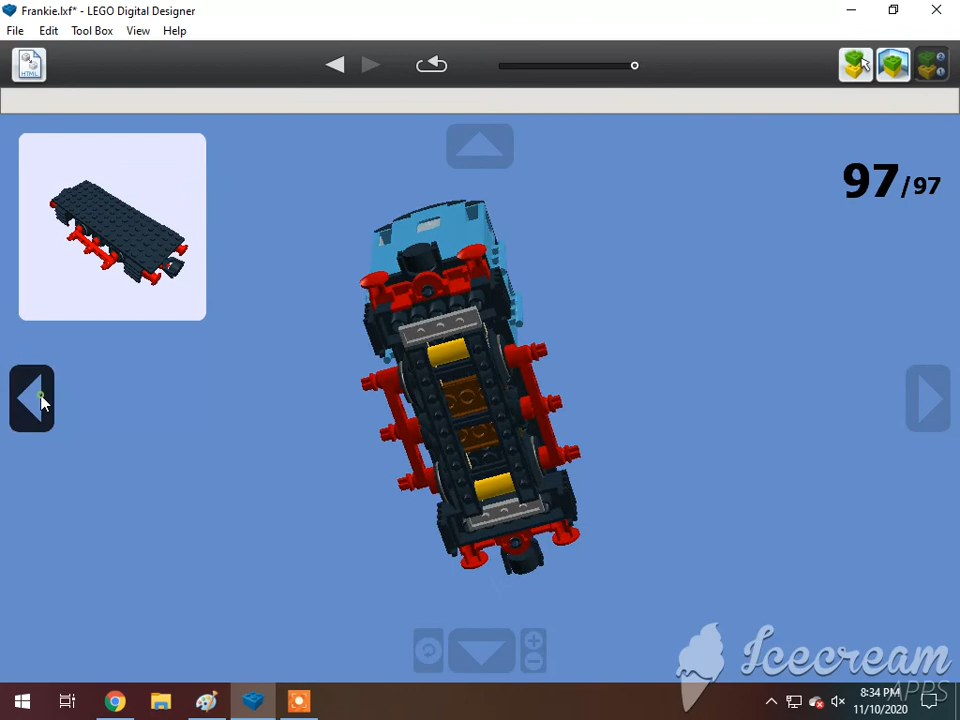 Frankie.lxf* - LEGO Digital Designer
File Edit Tool Box View Help
HTML
97/97
Icecream
APPS
8:34 PM
11/10/2020